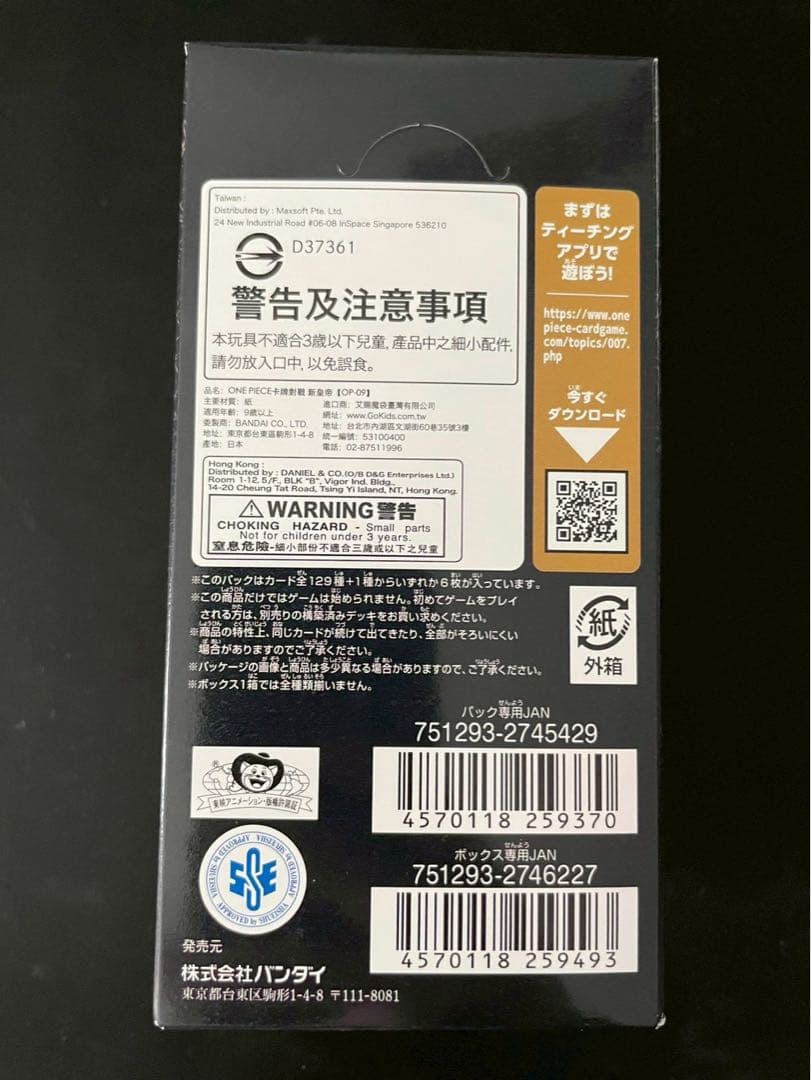 Taiwan :
Distributed by : Maxsoft Pte. Ltd.
24 New Industrial Road #06-08 InSpace Singapore 536210
D37361
警告及注意事項
本玩具不適合3歳以下兒童, 產品中之細小配件,
請勿放入口中, 以免誤食。
品名: ONE PIECE卡牌對戰 新皇帝【OP-09】
主要材質: 紙
適用年齡: 9歲以上
委製商: BANDAI CO., LTD.
地址: 東京都台東區駒形1-4-8
產地: 日本
進口商: 艾賜魔袋臺灣有限公司
網址: www.GoKids.com.tw
地址: 台北市內湖區文湖街60巷35號3樓
統一編號: 53100400
電話: 02-87511996
Hong Kong :
Distributed by : DANIEL & CO.(O/B D&G Enterprises Ltd.)
Room 1-12, 5/F., BLK "B", Vigor Ind. Bldg.,
14-20 Cheung Tat Road, Tsing Yi Island, NT, Hong Kong.
WARNING 警告
CHOKING HAZARD - Small parts
Not for children under 3 years.
窒息危險-細小部份不適合三歲或以下之兒童
まずは
ティーチング
アプリで
遊ぼう!
https://www.one
piece-cardgame.
com/topics/007.
php
今すぐ
ダウンロード
※このパックはカード全129種+1種からいずれか6枚が入っています。
※この商品だけではゲームは始められません。初めてゲームをプレイ
される方は、別売りの構築済みデッキをお買い求めください。
※商品の特性上、同じカードが続けて出てきたり、全部がそろいにくい
場合がありますのでご了承ください。
※パッケージの画像と商品は多少異なる場合がありますので、ご了承ください。
※ボックス1箱では全種類揃いません。
紙
外箱
パック専用JAN
751293-2745429
4570118 259370
ボックス専用JAN
751293-2746227
4570118 259493
®
東映アニメーション・版権許諾証
APPROVED by SHUEISHA
APPROVED by SHUEISHA
発売元
株式会社バンダイ
東京都台東区駒形1-4-8 〒111-8081